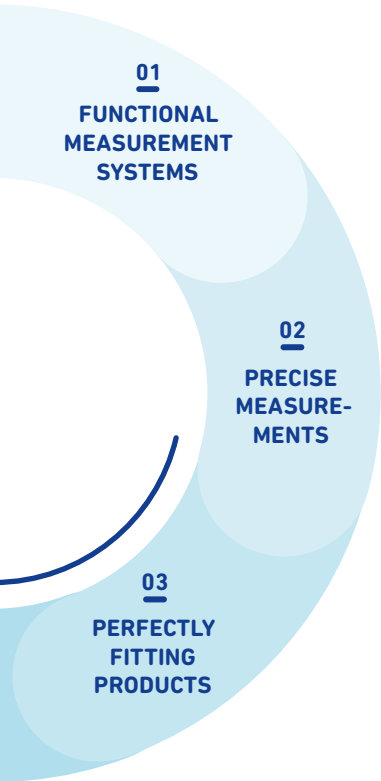 01
FUNCTIONAL
MEASUREMENT
SYSTEMS
02
PRECISE
MEASURE-
MENTS
03
PERFECTLY
FITTING
PRODUCTS